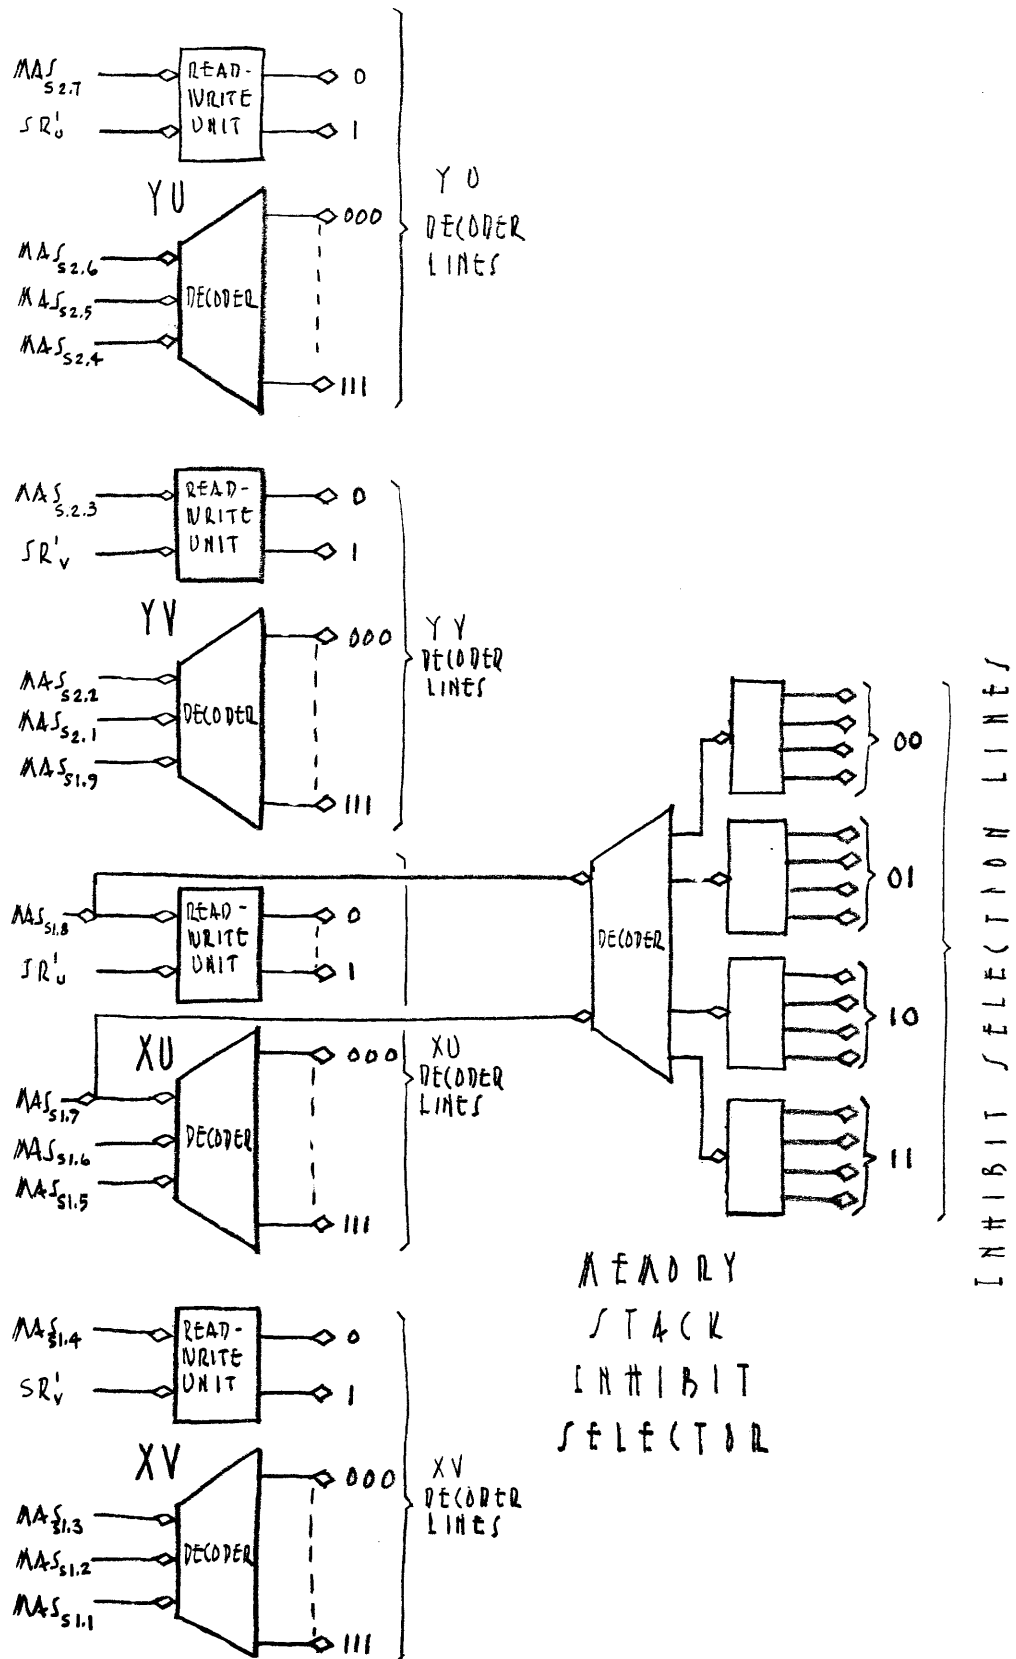 MAS S2.7
SR'U
READ-
WRITE
UNIT
0
1
YU
DECODER
LINES
YU
MAS S2.6
MAS S2.5
MAS S2.4
DECODER
000
111
MAS S.2.3
SR'V
READ-
WRITE
UNIT
0
1
YV
DECODER
LINES
YV
MAS S2.2
MAS S2.1
MAS S1.9
DECODER
000
111
MAS S1.8
SR'U
READ-
WRITE
UNIT
0
1
XU
DECODER
LINES
XU
MAS S1.7
MAS S1.6
MAS S1.5
DECODER
000
111
MAS S1.4
SR'V
READ-
WRITE
UNIT
0
1
XV
DECODER
LINES
XV
MAS S1.3
MAS S1.2
MAS S1.1
DECODER
000
111
DECODER
00
01
10
11
INHIBIT SELECTION LINES
MEMORY
STACK
INHIBIT
SELECTOR